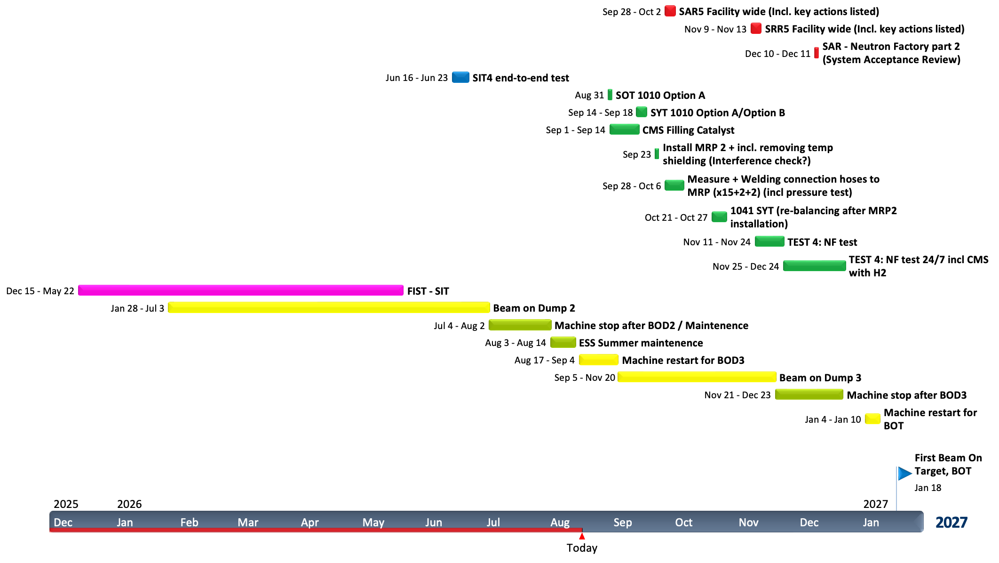 Sep 28 - Oct 2 SAR5 Facility wide (Incl. key actions listed)
Nov 9 - Nov 13 SRR5 Facility wide (Incl. key actions listed)
Dec 10 - Dec 11 SAR - Neutron Factory part 2
(System Acceptance Review)
Jun 16 - Jun 23 SIT4 end-to-end test
Aug 31 SOT 1010 Option A
Sep 14 - Sep 18 SYT 1010 Option A/Option B
Sep 1 - Sep 14 CMS Filling Catalyst
Sep 23 Install MRP 2 + incl. removing temp
shielding (Interference check?)
Sep 28 - Oct 6 Measure + Welding connection hoses to
MRP (x15+2+2) (incl pressure test)
Oct 21 - Oct 27 1041 SYT (re-balancing after MRP2
installation)
Nov 11 - Nov 24 TEST 4: NF test
Nov 25 - Dec 24 TEST 4: NF test 24/7 incl CMS
with H2
Dec 15 - May 22 FIST - SIT
Jan 28 - Jul 3 Beam on Dump 2
Jul 4 - Aug 2 Machine stop after BOD2 / Maintenence
Aug 3 - Aug 14 ESS Summer maintenence
Aug 17 - Sep 4 Machine restart for BOD3
Sep 5 - Nov 20 Beam on Dump 3
Nov 21 - Dec 23 Machine stop after BOD3
Jan 4 - Jan 10 Machine restart for
BOT
First Beam On
Target, BOT
Jan 18
2025 2026 2027
Dec Jan Feb Mar Apr May Jun Jul Aug Sep Oct Nov Dec Jan 2027
Today